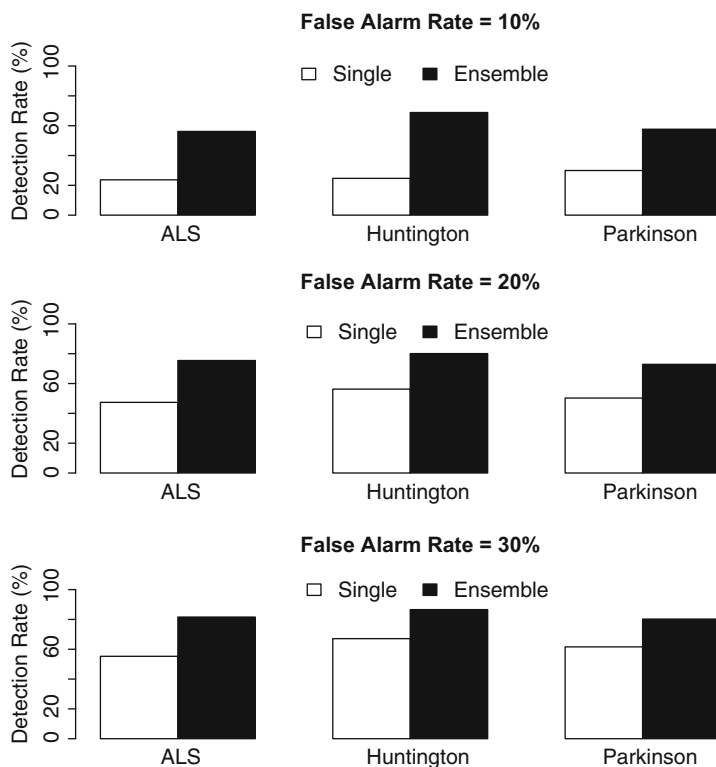 False Alarm Rate = 10%
Detection Rate (%)
0 20 60 100
Single Ensemble
ALS Huntington Parkinson
False Alarm Rate = 20%
Detection Rate (%)
0 20 60 100
Single Ensemble
ALS Huntington Parkinson
False Alarm Rate = 30%
Detection Rate (%)
0 20 60 100
Single Ensemble
ALS Huntington Parkinson